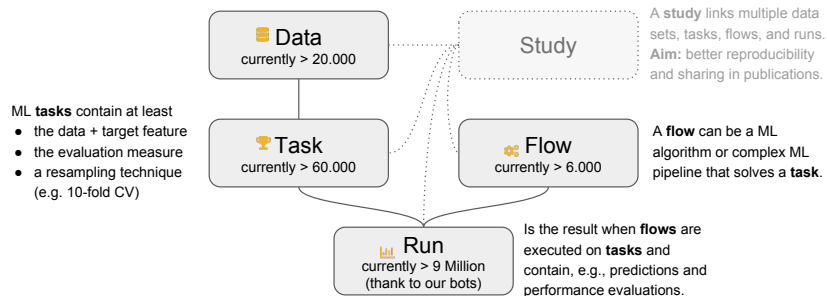 Data
currently > 20.000
Study
A study links multiple data
sets, tasks, flows, and runs.
Aim: better reproducibility
and sharing in publications.
ML tasks contain at least
● the data + target feature
● the evaluation measure
● a resampling technique
(e.g. 10-fold CV)
Task
currently > 60.000
Flow
currently > 6.000
A flow can be a ML
algorithm or complex ML
pipeline that solves a task.
Run
currently > 9 Million
(thank to our bots)
Is the result when flows are
executed on tasks and
contain, e.g., predictions and
performance evaluations.